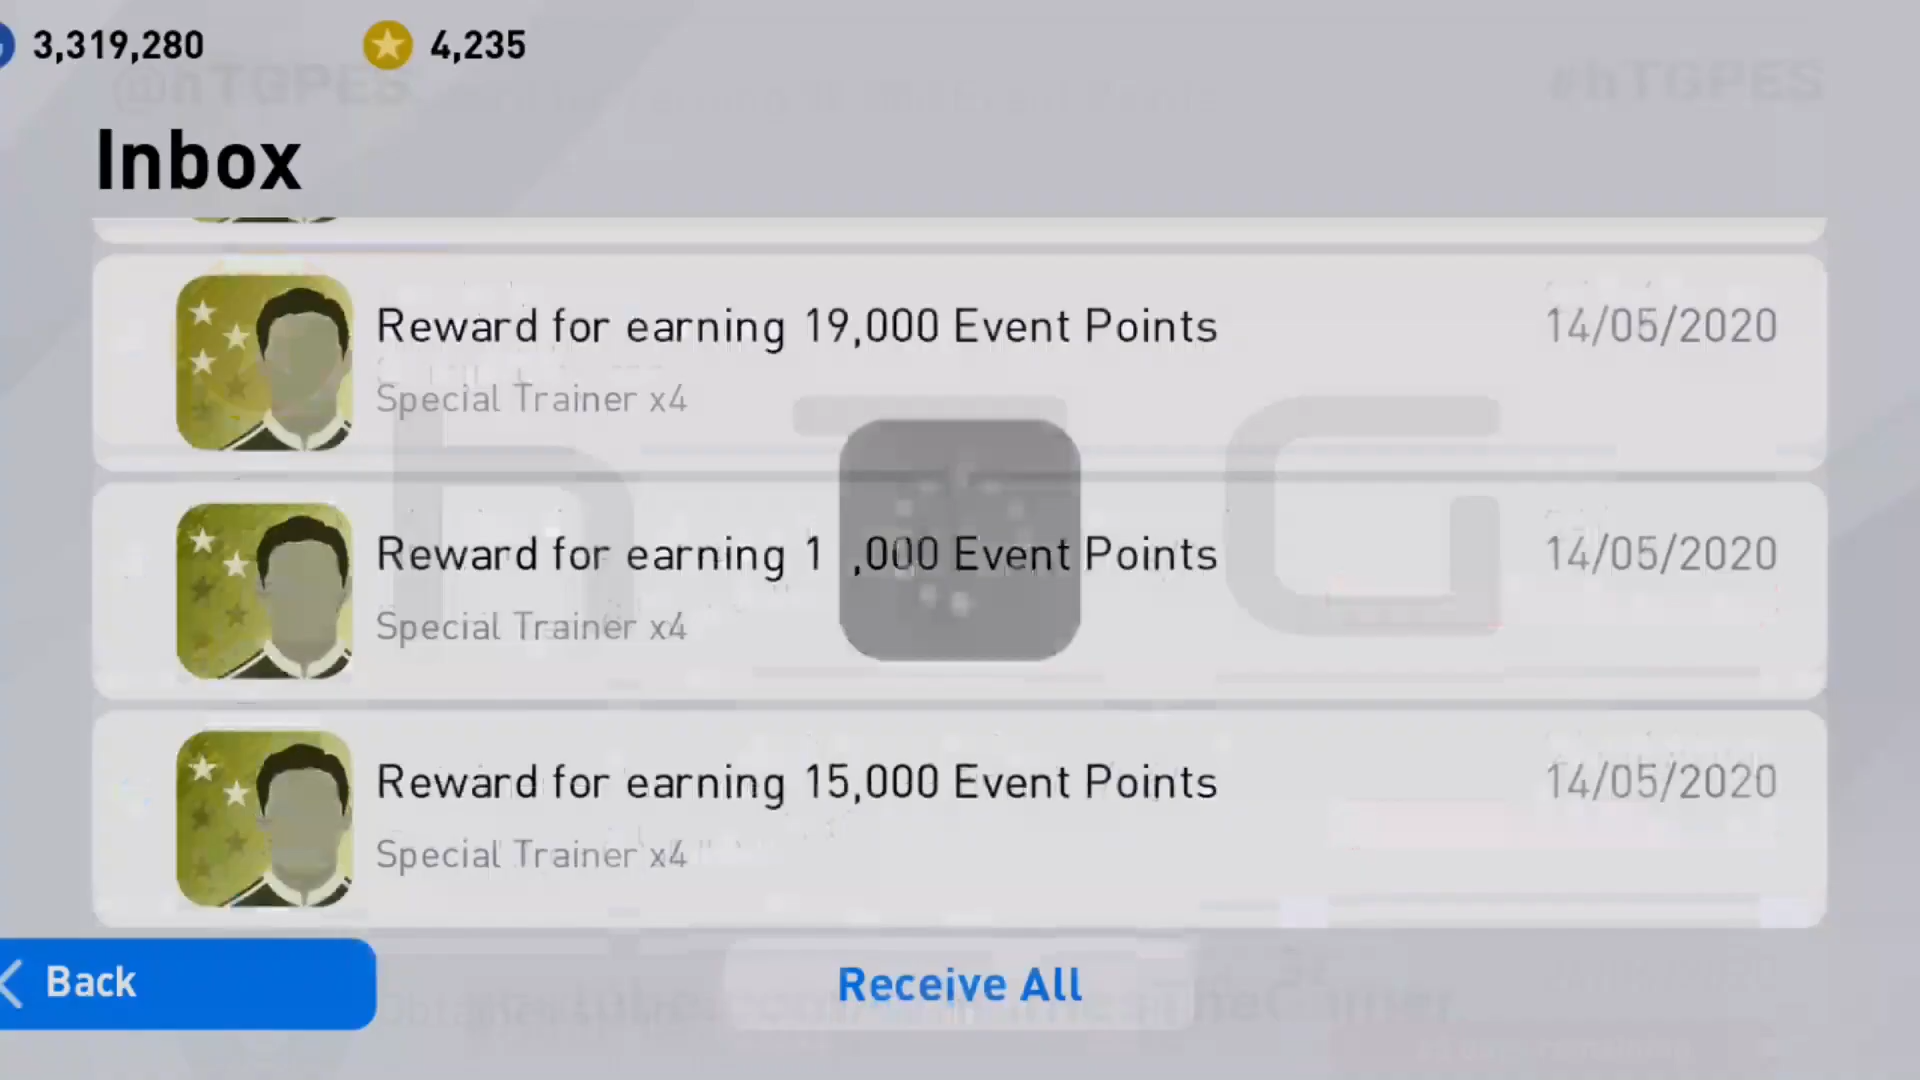 3,319,280
4,235
@hTGPES
#hTGPES
Inbox
Reward for earning 19,000 Event Points
14/05/2020
Special Trainer x4
Reward for earning 1 ,000 Event Points
14/05/2020
Special Trainer x4
Reward for earning 15,000 Event Points
14/05/2020
Special Trainer x4
h T G
Back
Receive All